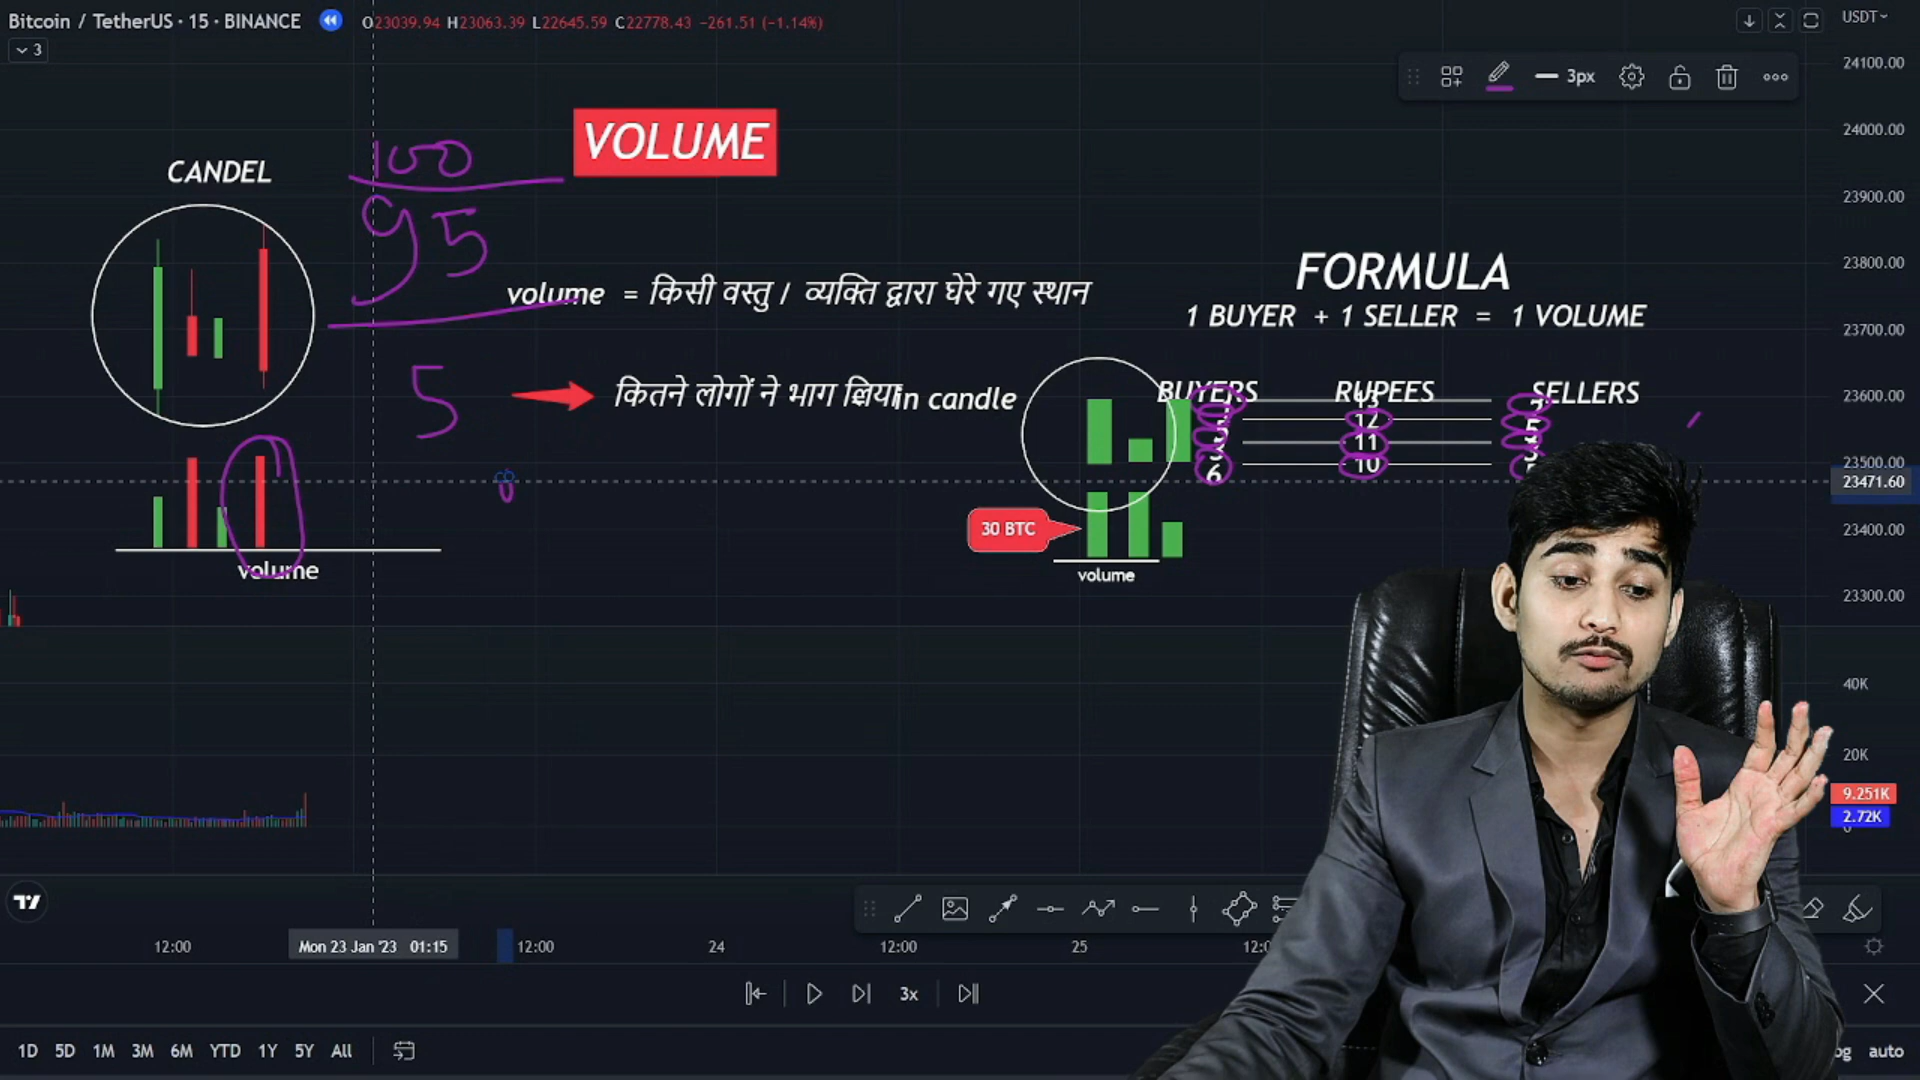 Bitcoin / TetherUS · 15 · BINANCE O23039.94 H23063.39 L22645.59 C22778.43 −261.51 (−1.14%)
USDT
3
3px
24100.00
24000.00
23900.00
23800.00
23700.00
23600.00
23500.00
23471.60
23400.00
23300.00
40K
20K
9.251K
2.72K
0
VOLUME
CANDEL
100
95
5
volume = किसी वस्तु / व्यक्ति द्वारा घेरे गए स्थान
कितने लोगों ने भाग लिया in candle
volume
FORMULA
1 BUYER + 1 SELLER = 1 VOLUME
BUYERS RUPEES SELLERS
12
11
6 10
30 BTC
volume
12:00 Mon 23 Jan '23 01:15 12:00 24 12:00 25
3x
1D 5D 1M 3M 6M YTD 1Y 5Y All auto